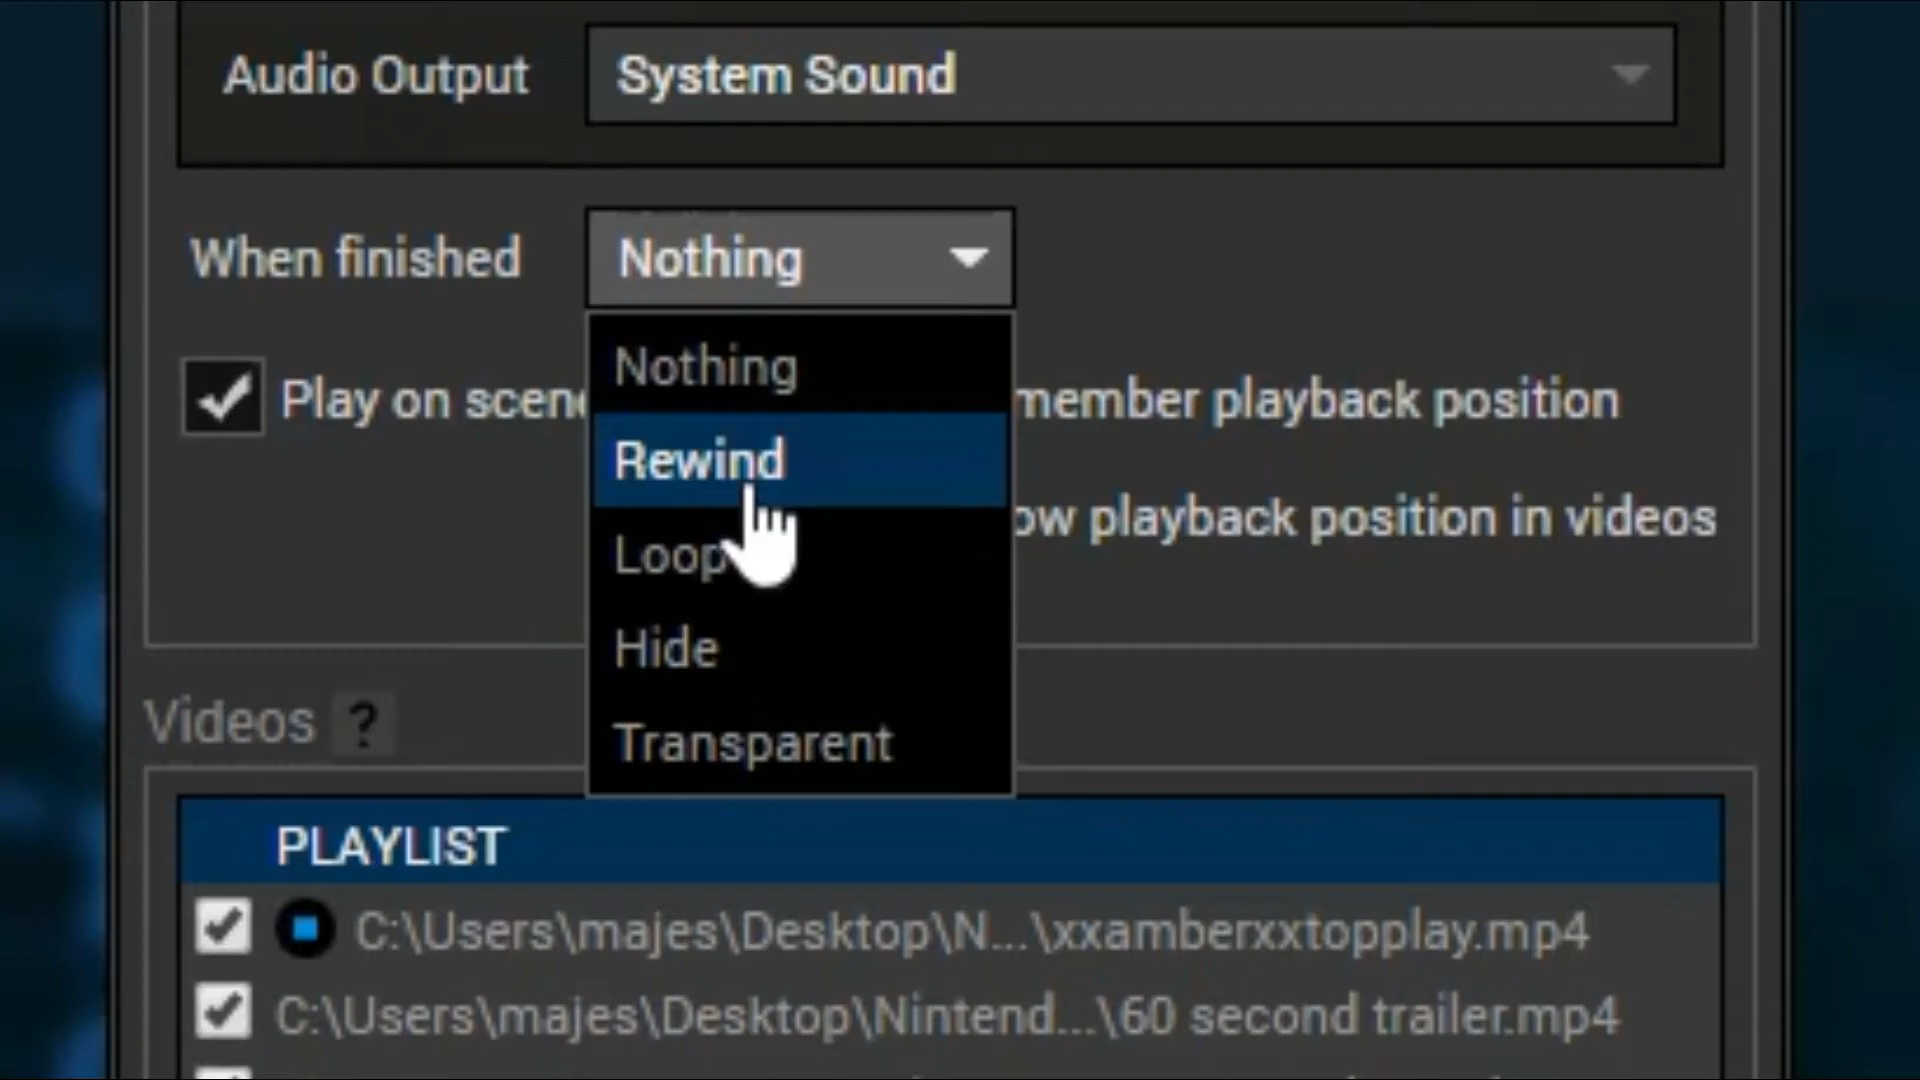 Audio Output System Sound
When finished Nothing
Nothing
Play on scene member playback position
Rewind
ow playback position in videos
Loop
Hide
Videos ?
Transparent
PLAYLIST
C:\Users\majes\Desktop\N...\xxamberxxtopplay.mp4
C:\Users\majes\Desktop\Nintend...\60 second trailer.mp4